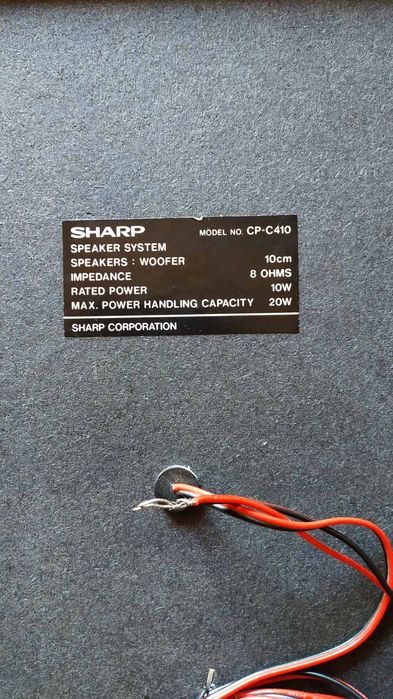 SHARP MODEL NO. CP-C410
SPEAKER SYSTEM
SPEAKERS : WOOFER 10cm
IMPEDANCE 8 OHMS
RATED POWER 10W
MAX. POWER HANDLING CAPACITY 20W
SHARP CORPORATION